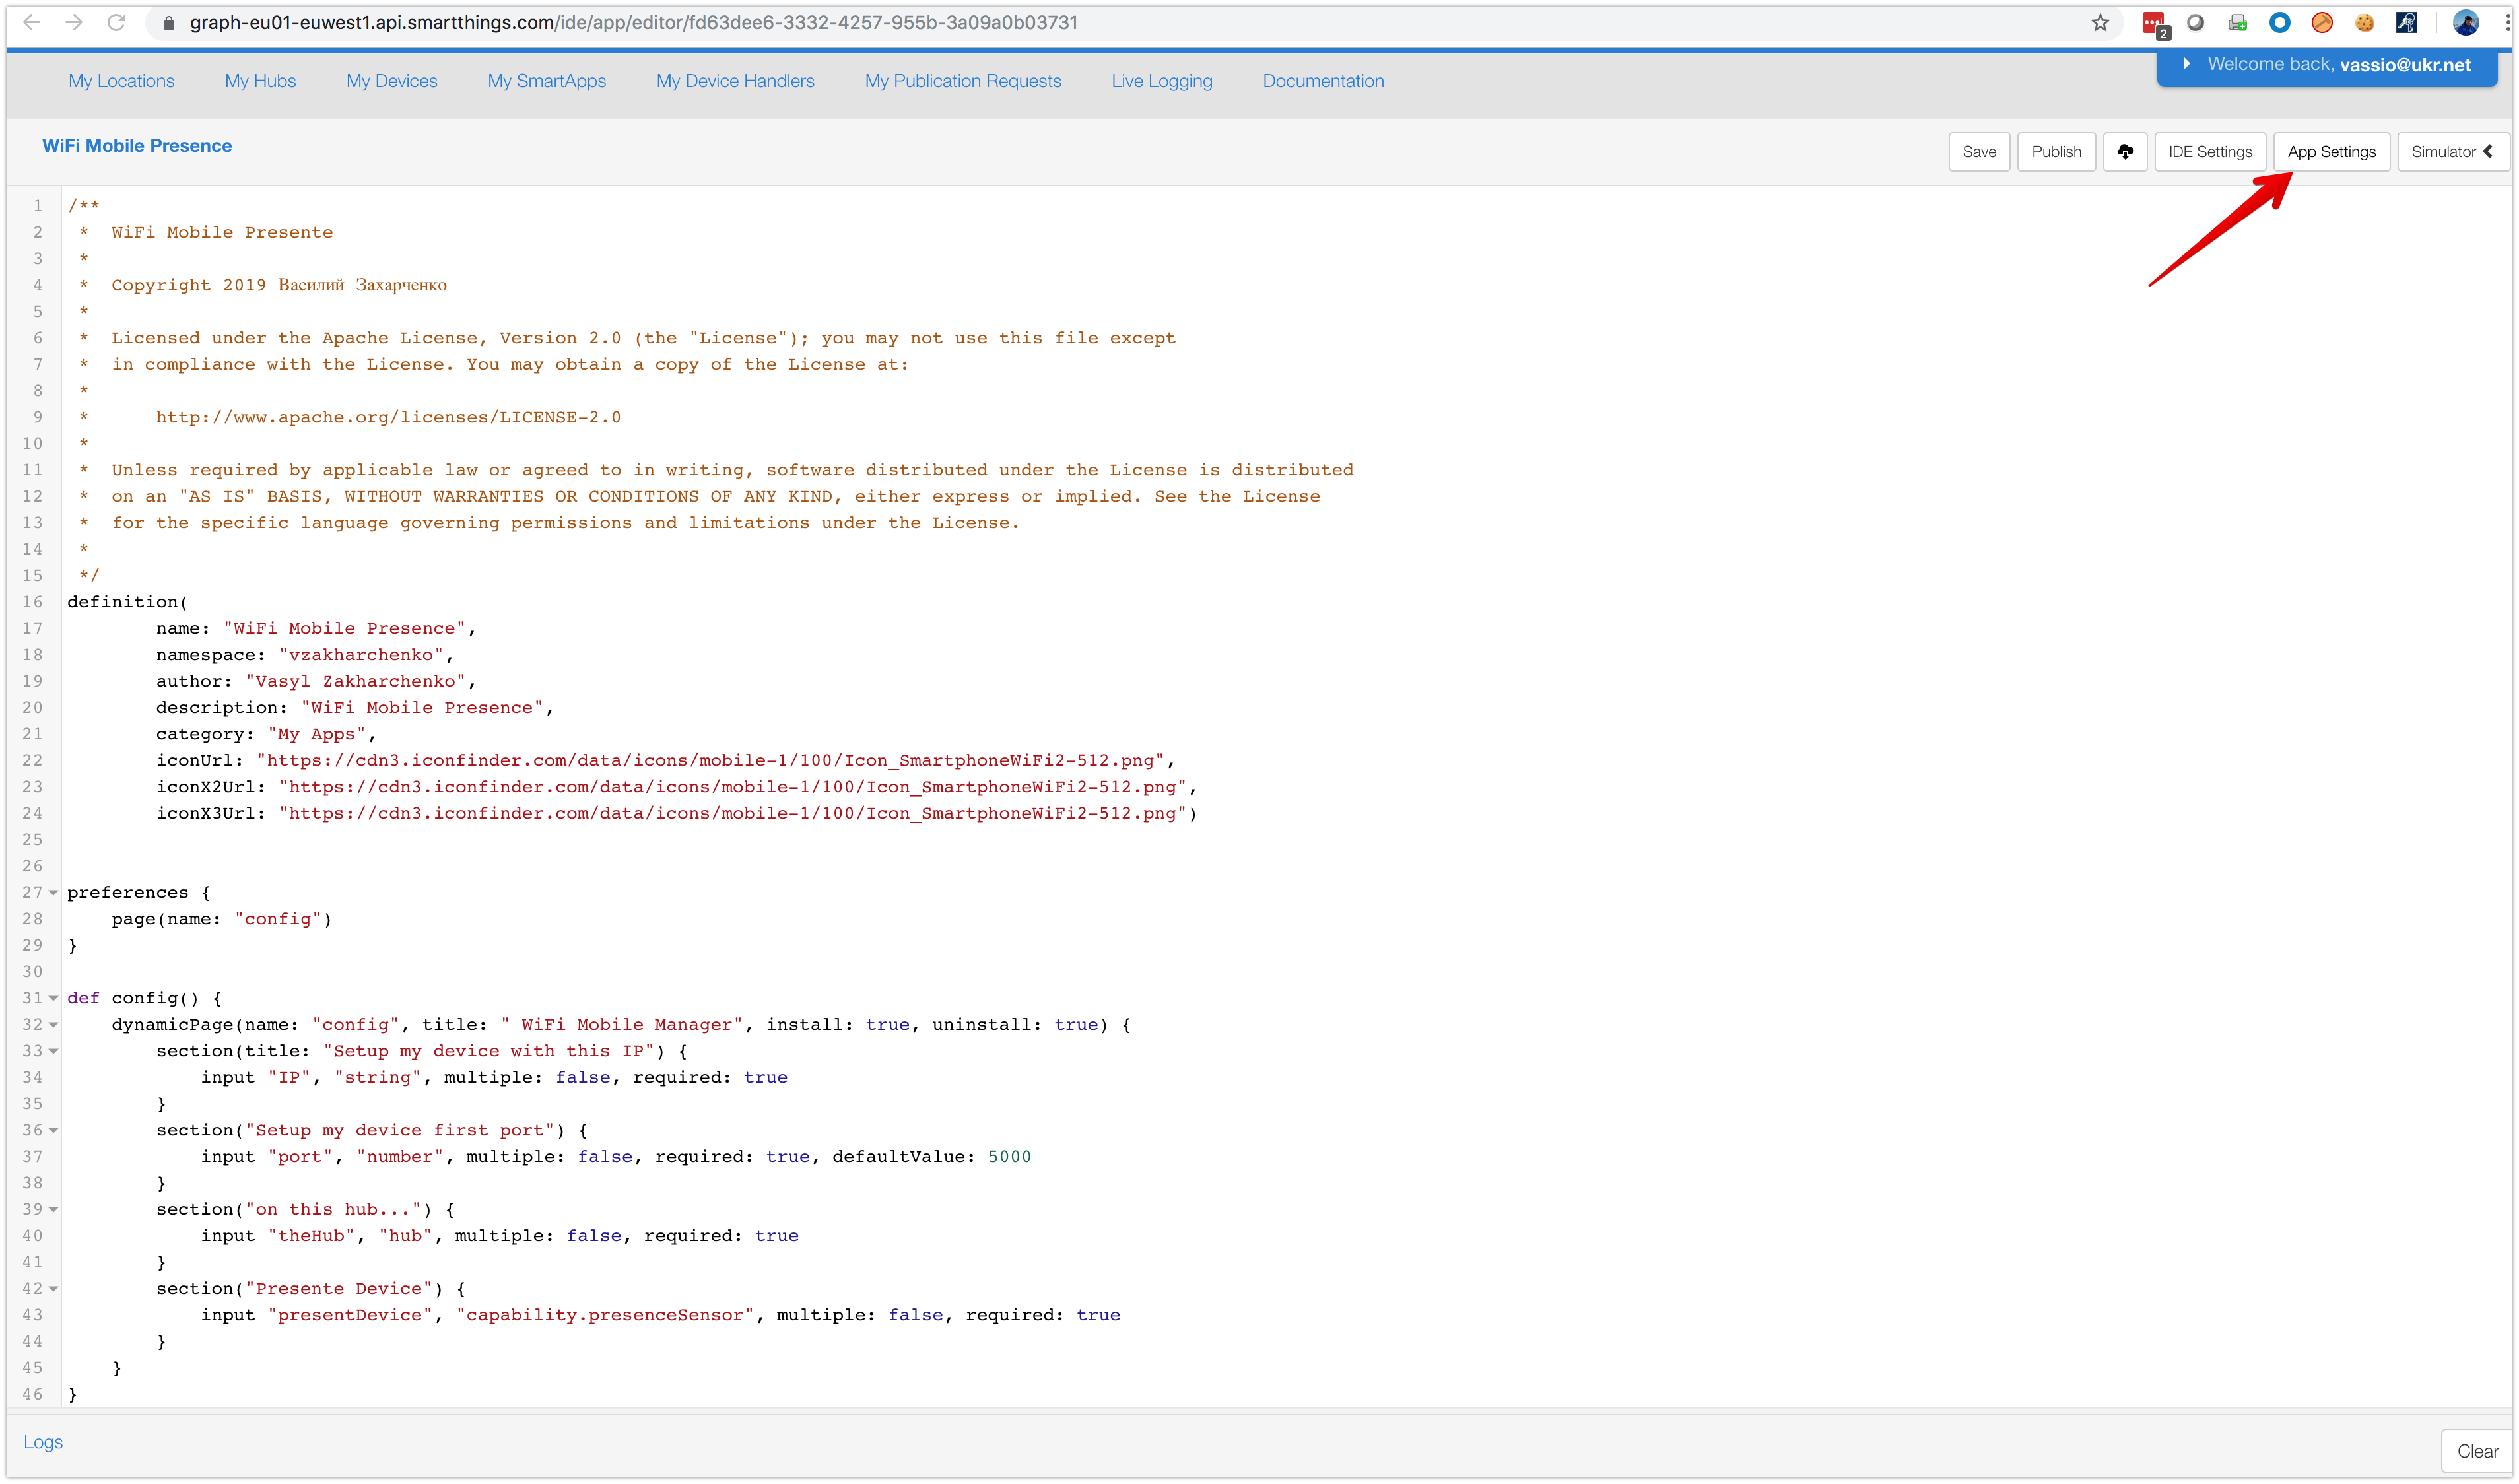 graph-eu01-euwest1.api.smartthings.com/ide/app/editor/fd63dee6-3332-4257-955b-3a09a0b03731
2
My Locations My Hubs My Devices My SmartApps My Device Handlers My Publication Requests Live Logging Documentation
Welcome back, vassio@ukr.net
WiFi Mobile Presence
Save Publish IDE Settings App Settings Simulator
1 /**
2  *  WiFi Mobile Presente
3  *
4  *  Copyright 2019 Василий Захарченко
5  *
6  *  Licensed under the Apache License, Version 2.0 (the "License"); you may not use this file except
7  *  in compliance with the License. You may obtain a copy of the License at:
8  *
9  *      http://www.apache.org/licenses/LICENSE-2.0
10  *
11  *  Unless required by applicable law or agreed to in writing, software distributed under the License is distributed
12  *  on an "AS IS" BASIS, WITHOUT WARRANTIES OR CONDITIONS OF ANY KIND, either express or implied. See the License
13  *  for the specific language governing permissions and limitations under the License.
14  *
15  */
16 definition(
17         name: "WiFi Mobile Presence",
18         namespace: "vzakharchenko",
19         author: "Vasyl Zakharchenko",
20         description: "WiFi Mobile Presence",
21         category: "My Apps",
22         iconUrl: "https://cdn3.iconfinder.com/data/icons/mobile-1/100/Icon_SmartphoneWiFi2-512.png",
23         iconX2Url: "https://cdn3.iconfinder.com/data/icons/mobile-1/100/Icon_SmartphoneWiFi2-512.png",
24         iconX3Url: "https://cdn3.iconfinder.com/data/icons/mobile-1/100/Icon_SmartphoneWiFi2-512.png")
25
26
27 preferences {
28     page(name: "config")
29 }
30
31 def config() {
32     dynamicPage(name: "config", title: " WiFi Mobile Manager", install: true, uninstall: true) {
33         section(title: "Setup my device with this IP") {
34             input "IP", "string", multiple: false, required: true
35         }
36         section("Setup my device first port") {
37             input "port", "number", multiple: false, required: true, defaultValue: 5000
38         }
39         section("on this hub...") {
40             input "theHub", "hub", multiple: false, required: true
41         }
42         section("Presente Device") {
43             input "presentDevice", "capability.presenceSensor", multiple: false, required: true
44         }
45     }
46 }
Logs
Clear